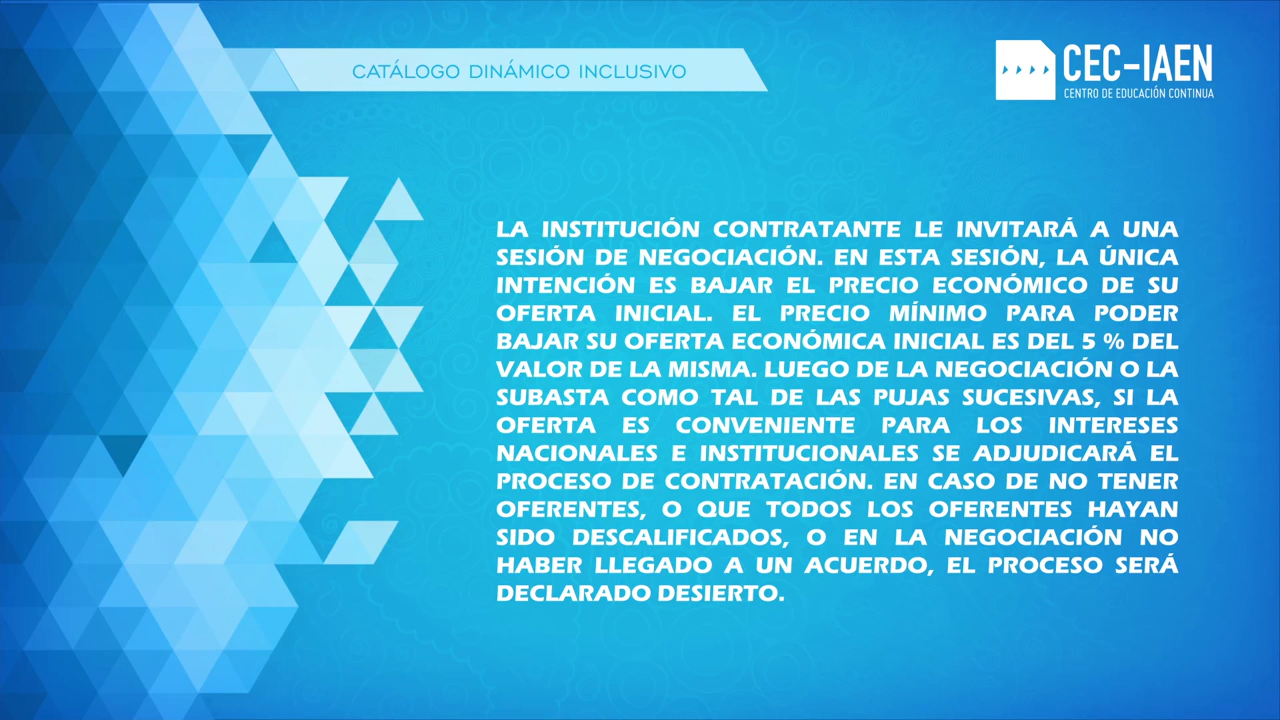 CATÁLOGO DINÁMICO INCLUSIVO
CEC-IAEN
CENTRO DE EDUCACIÓN CONTINUA
LA INSTITUCIÓN CONTRATANTE LE INVITARÁ A UNA
SESIÓN DE NEGOCIACIÓN. EN ESTA SESIÓN, LA ÚNICA
INTENCIÓN ES BAJAR EL PRECIO ECONÓMICO DE SU
OFERTA INICIAL. EL PRECIO MÍNIMO PARA PODER
BAJAR SU OFERTA ECONÓMICA INICIAL ES DEL 5 % DEL
VALOR DE LA MISMA. LUEGO DE LA NEGOCIACIÓN O LA
SUBASTA COMO TAL DE LAS PUJAS SUCESIVAS, SI LA
OFERTA ES CONVENIENTE PARA LOS INTERESES
NACIONALES E INSTITUCIONALES SE ADJUDICARÁ EL
PROCESO DE CONTRATACIÓN. EN CASO DE NO TENER
OFERENTES, O QUE TODOS LOS OFERENTES HAYAN
SIDO DESCALIFICADOS, O EN LA NEGOCIACIÓN NO
HABER LLEGADO A UN ACUERDO, EL PROCESO SERÁ
DECLARADO DESIERTO.